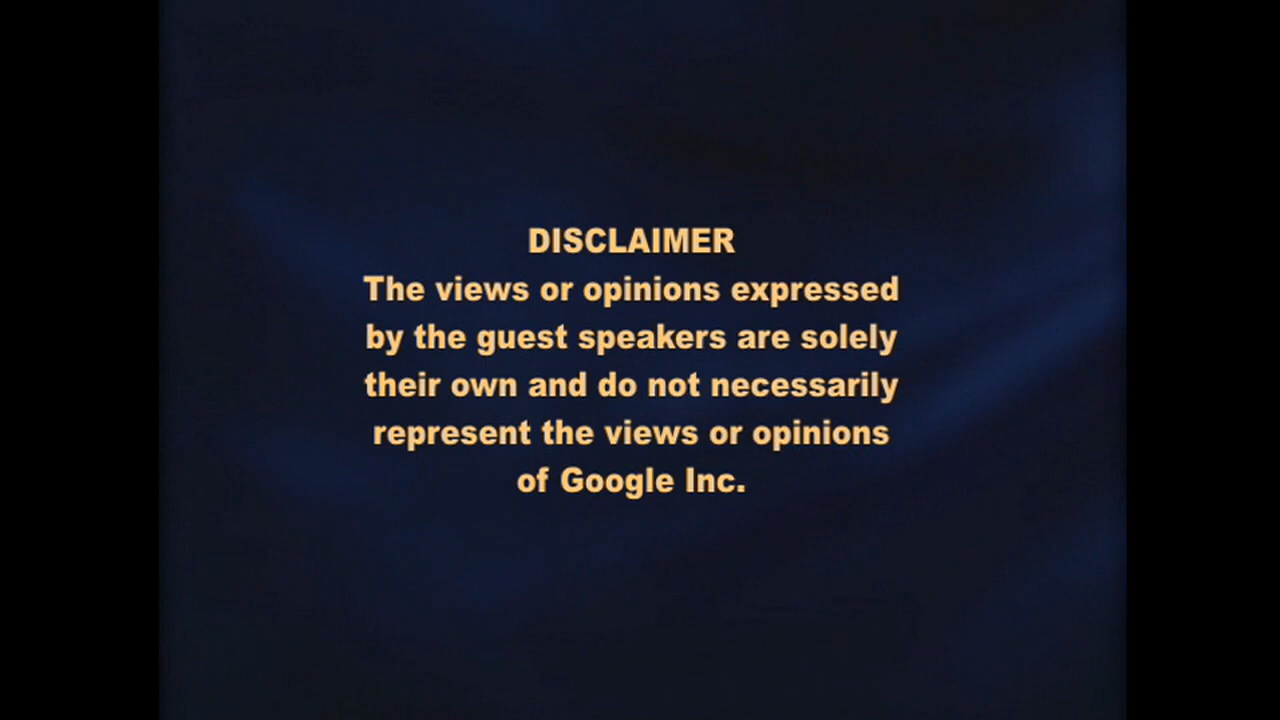 DISCLAIMER
The views or opinions expressed
by the guest speakers are solely
their own and do not necessarily
represent the views or opinions
of Google Inc.